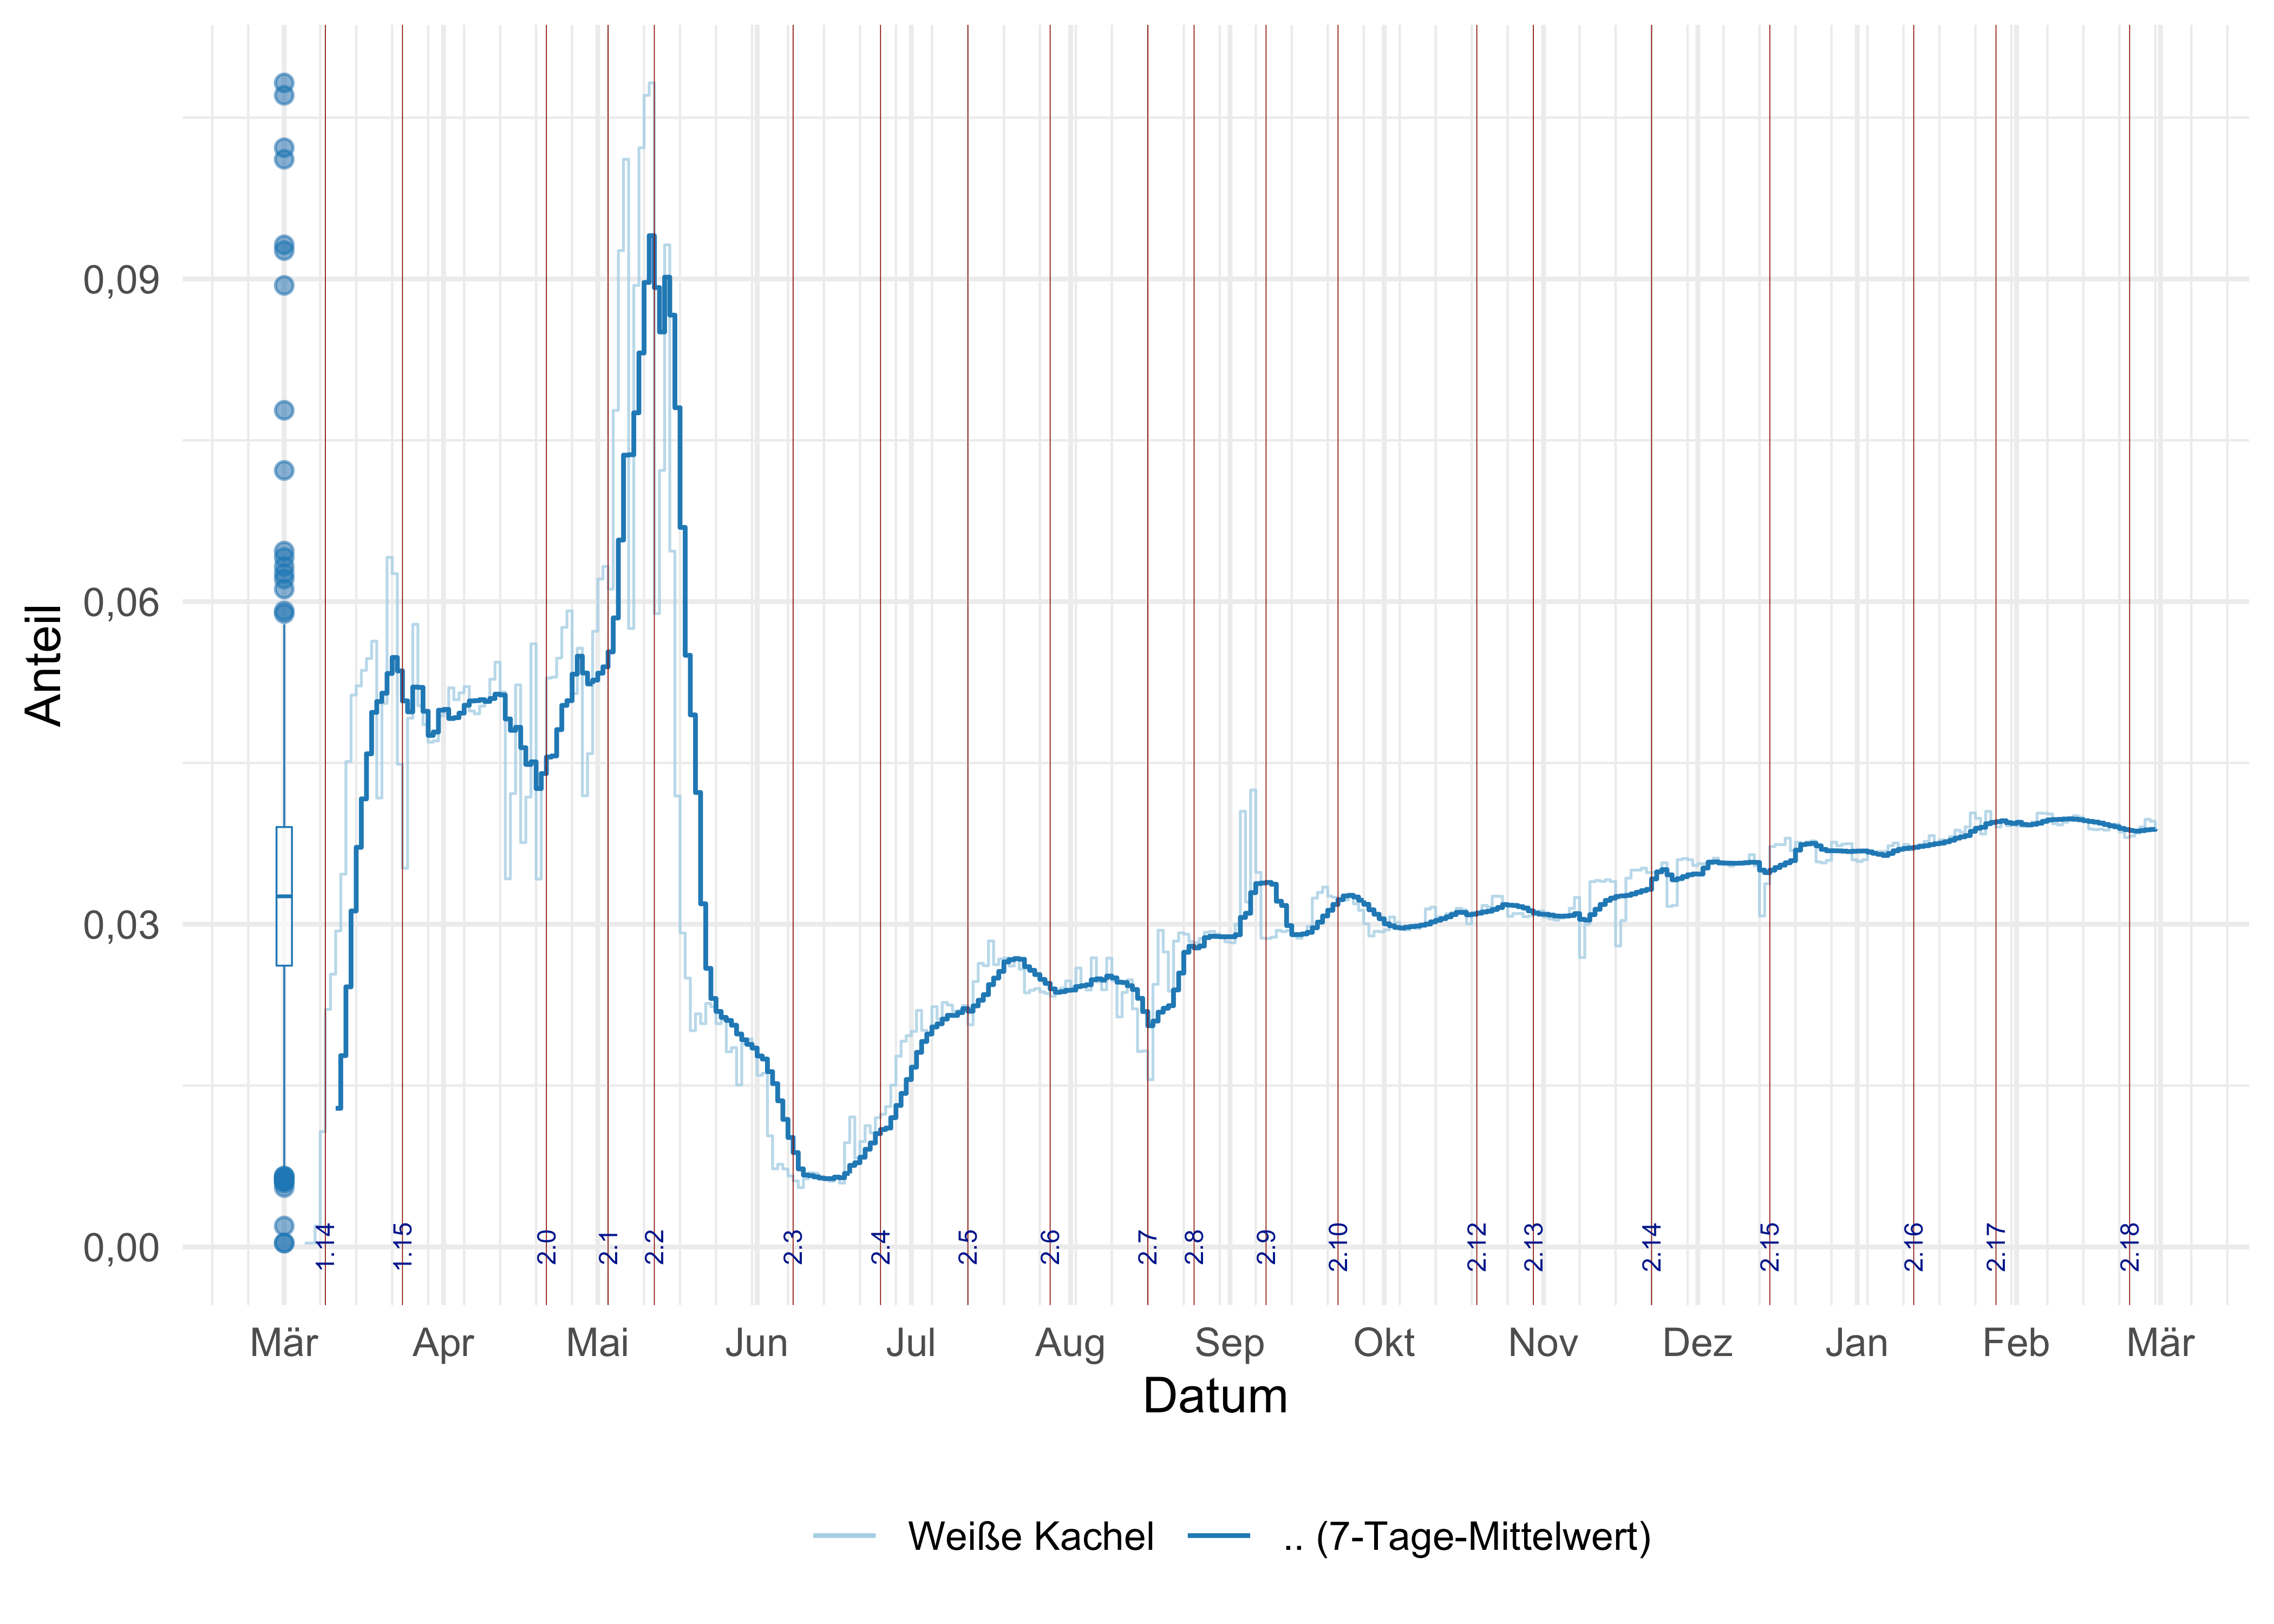 Anteil
0,09
0,06
0,03
0,00
1.14 1.15 2.0 2.1 2.2 2.3 2.4 2.5 2.6 2.7 2.8 2.9 2.10 2.12 2.13 2.14 2.15 2.16 2.17 2.18
Mär Apr Mai Jun Jul Aug Sep Okt Nov Dez Jan Feb Mär
Datum
Weiße Kachel .. (7-Tage-Mittelwert)